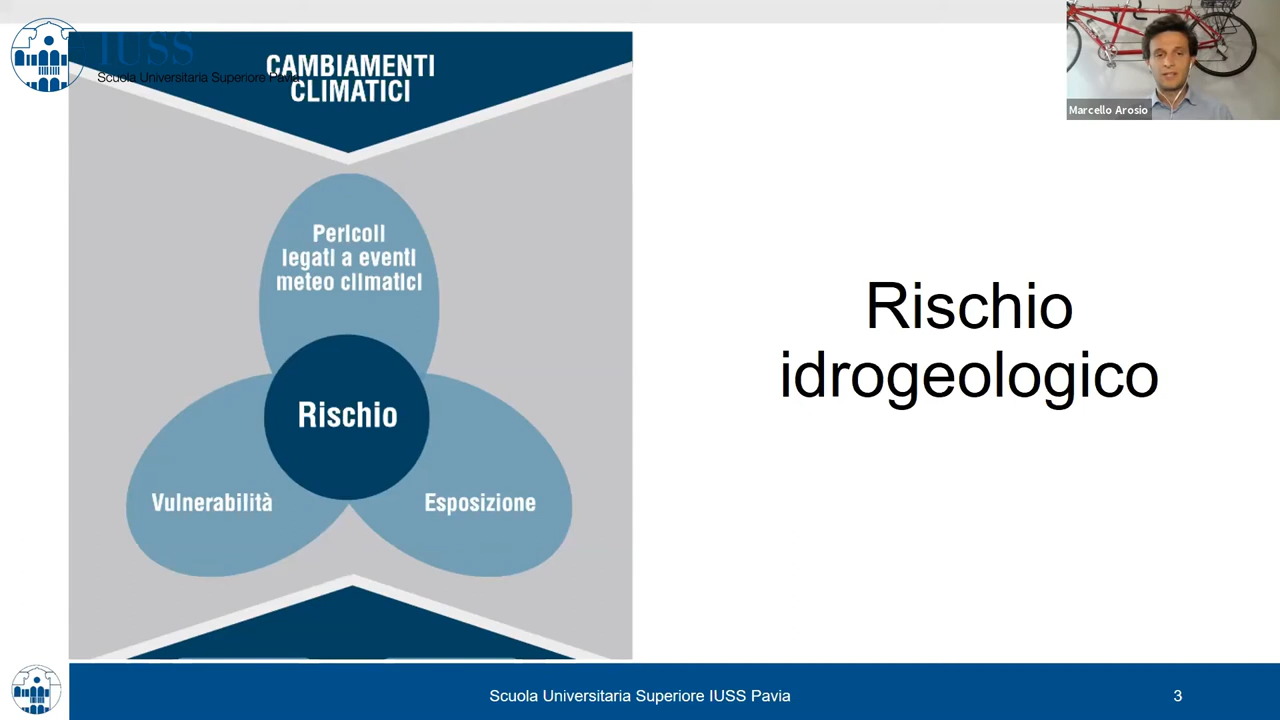 IUSS
Scuola Universitaria Superiore Pavia
CAMBIAMENTI
CLIMATICI
Marcello Arosio
Pericoli
legati a eventi
meteo climatici
Rischio
Vulnerabilità
Esposizione
Rischio
idrogeologico
Scuola Universitaria Superiore IUSS Pavia
3